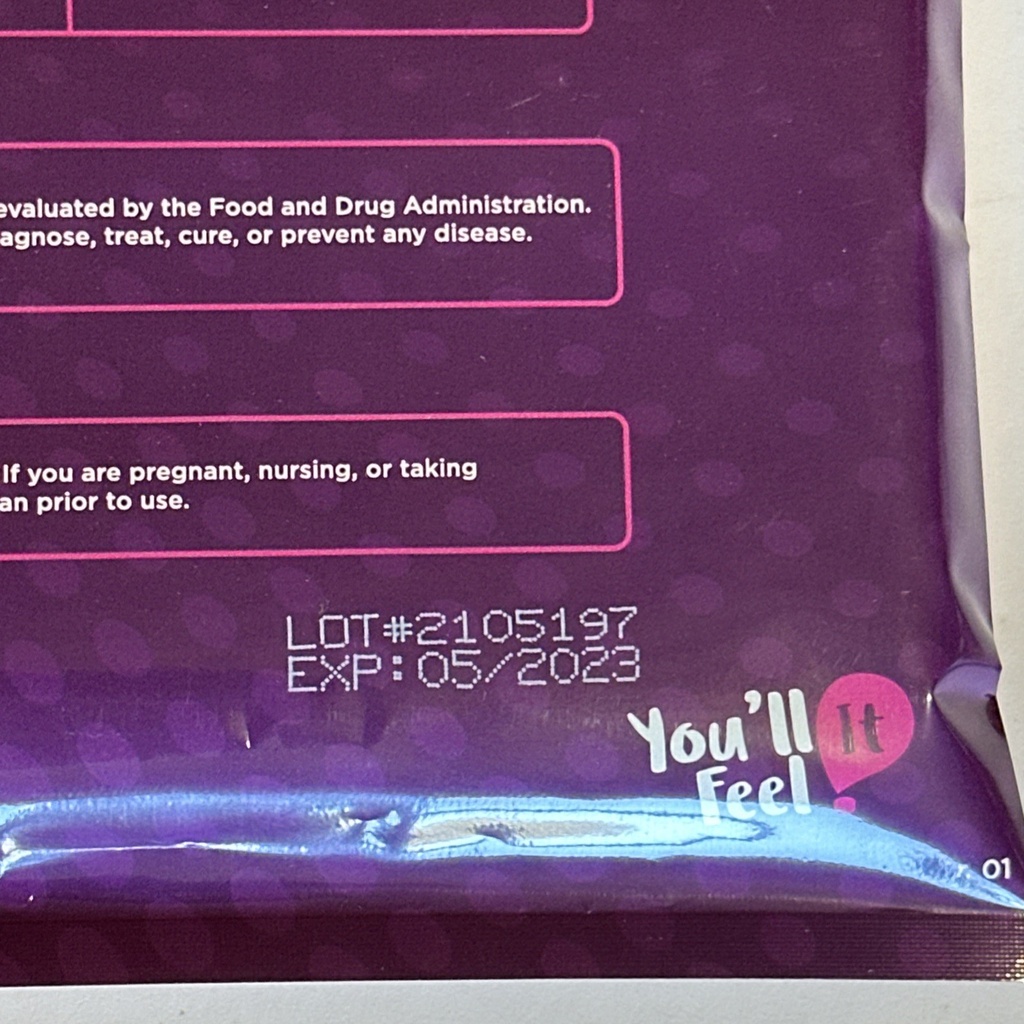 evaluated by the Food and Drug Administration.
agnose, treat, cure, or prevent any disease.
If you are pregnant, nursing, or taking
an prior to use.
LOT#2105197
EXP: 05/2023
You'll It
Feel
01